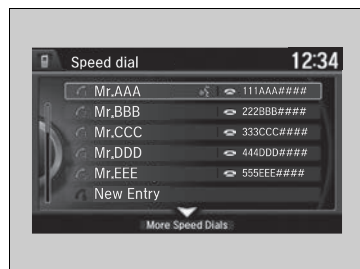 Speed dial 12:34
Mr.AAA 111AAA####
Mr.BBB 222BBB####
Mr.CCC 333CCC####
Mr.DDD 444DDD####
Mr.EEE 555EEE####
New Entry
More Speed Dials